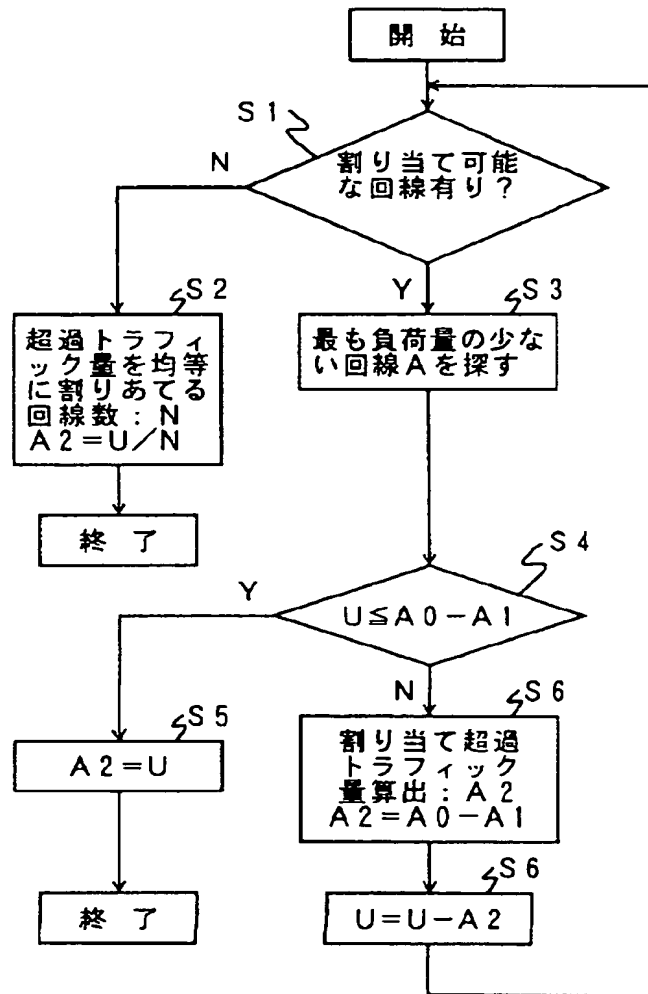 開始
S1
割り当て可能
な回線有り？
N
Y
S2
超過トラフィ
ック量を均等
に割りあてる
回線数：N
A2＝U／N
終了
S3
最も負荷量の少な
い回線Aを探す
S4
U≦A0－A1
Y
N
S5
A2＝U
終了
S6
割り当て超過
トラフィック
量算出：A2
A2＝A0－A1
S6
U＝U－A2